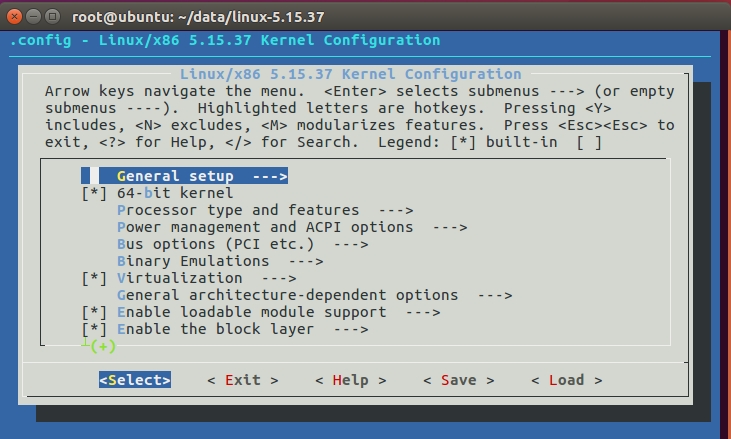 root@ubuntu: ~/data/linux-5.15.37
.config - Linux/x86 5.15.37 Kernel Configuration
Linux/x86 5.15.37 Kernel Configuration
Arrow keys navigate the menu.  <Enter> selects submenus ---> (or empty
submenus ----).  Highlighted letters are hotkeys.  Pressing <Y>
includes, <N> excludes, <M> modularizes features.  Press <Esc><Esc> to
exit, <?> for Help, </> for Search.  Legend: [*] built-in  [ ]
General setup  --->
[*] 64-bit kernel
Processor type and features  --->
Power management and ACPI options  --->
Bus options (PCI etc.)  --->
Binary Emulations  --->
[*] Virtualization  --->
General architecture-dependent options  --->
[*] Enable loadable module support  --->
[*] Enable the block layer  --->
┴(+)
<Select>    < Exit >    < Help >    < Save >    < Load >